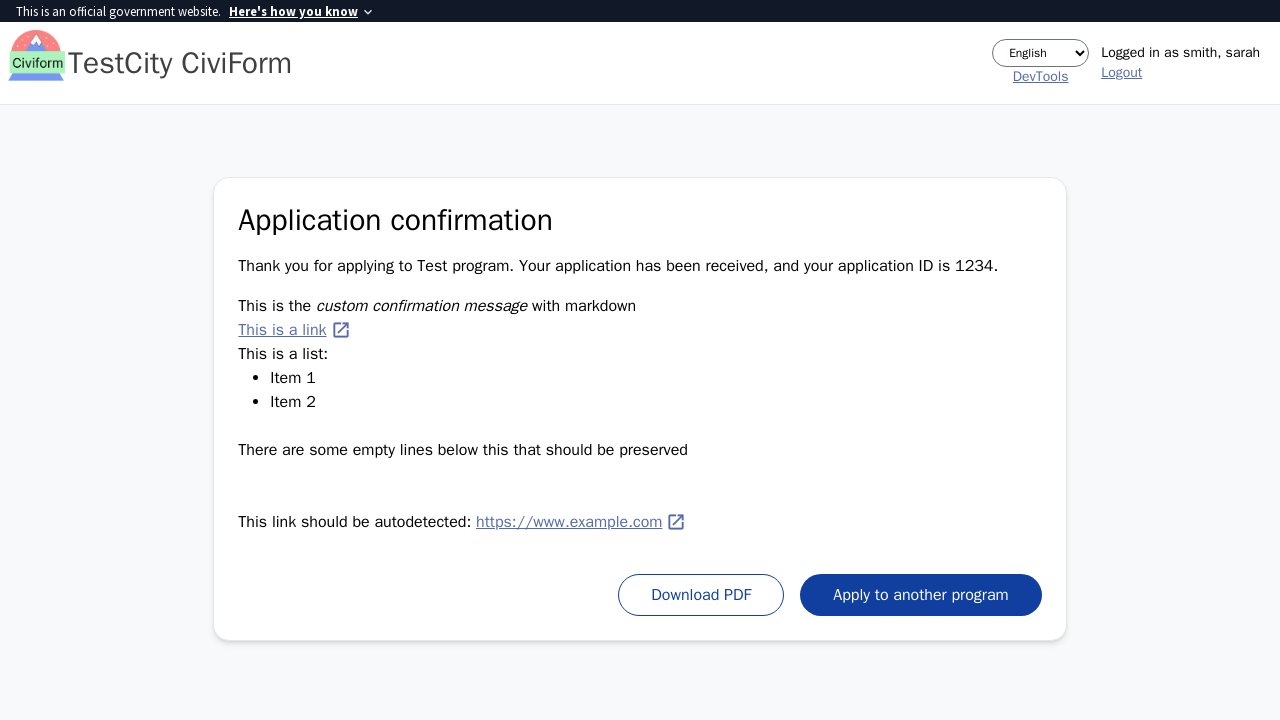 This is an official government website. Here's how you know
Civiform
TestCity CiviForm
English
DevTools
Logged in as smith, sarah
Logout
Application confirmation
Thank you for applying to Test program. Your application has been received, and your application ID is 1234.
This is the custom confirmation message with markdown
This is a link
This is a list:
• Item 1
• Item 2
There are some empty lines below this that should be preserved
This link should be autodetected: https://www.example.com
Download PDF
Apply to another program